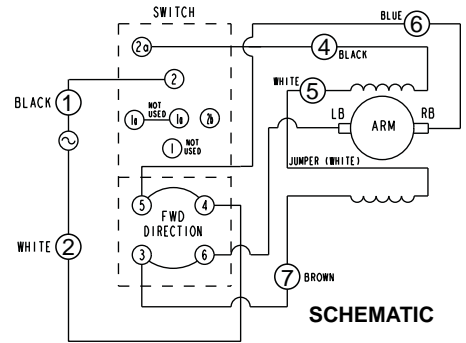 SWITCH
BLUE 6
2a
4 BLACK
2
WHITE 5
BLACK 1
1a NOT USED 1a 2b
LB ARM RB
1 NOT USED
JUMPER (WHITE)
5 4
FWD DIRECTION
WHITE 2
3 6
7 BROWN
SCHEMATIC